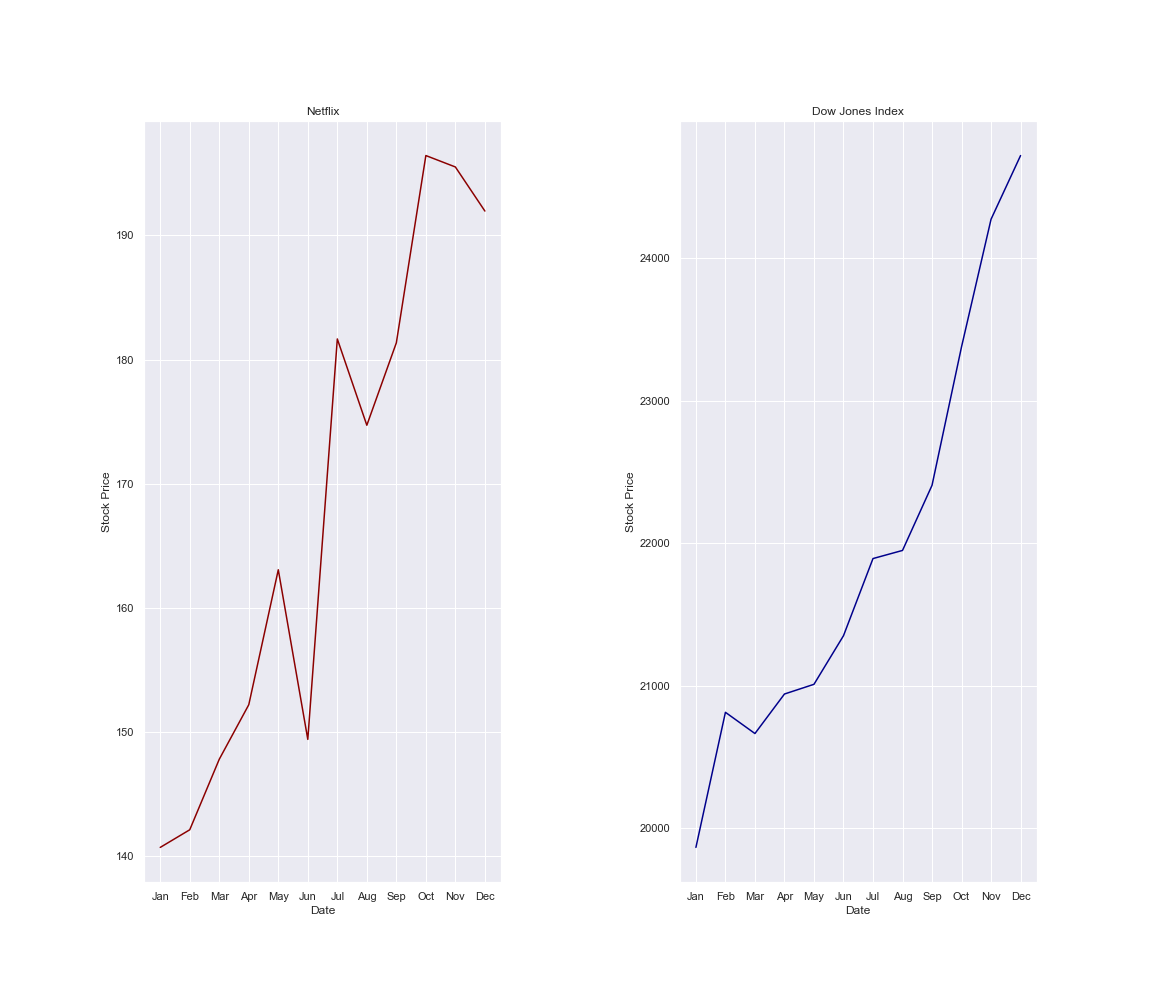 Netflix
190
180
170
160
150
140
Stock Price
Jan Feb Mar Apr May Jun Jul Aug Sep Oct Nov Dec
Date
Dow Jones Index
24000
23000
22000
21000
20000
Stock Price
Jan Feb Mar Apr May Jun Jul Aug Sep Oct Nov Dec
Date